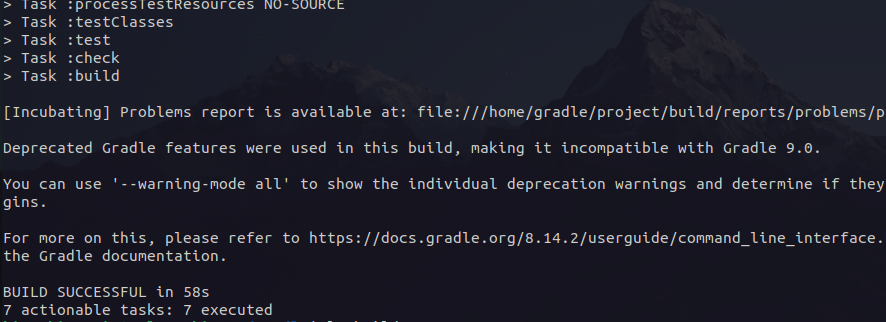 > Task :processTestResources NO-SOURCE
> Task :testClasses
> Task :test
> Task :check
> Task :build
[Incubating] Problems report is available at: file:///home/gradle/project/build/reports/problems/p
Deprecated Gradle features were used in this build, making it incompatible with Gradle 9.0.
You can use '--warning-mode all' to show the individual deprecation warnings and determine if they
gins.
For more on this, please refer to https://docs.gradle.org/8.14.2/userguide/command_line_interface.
the Gradle documentation.
BUILD SUCCESSFUL in 58s
7 actionable tasks: 7 executed